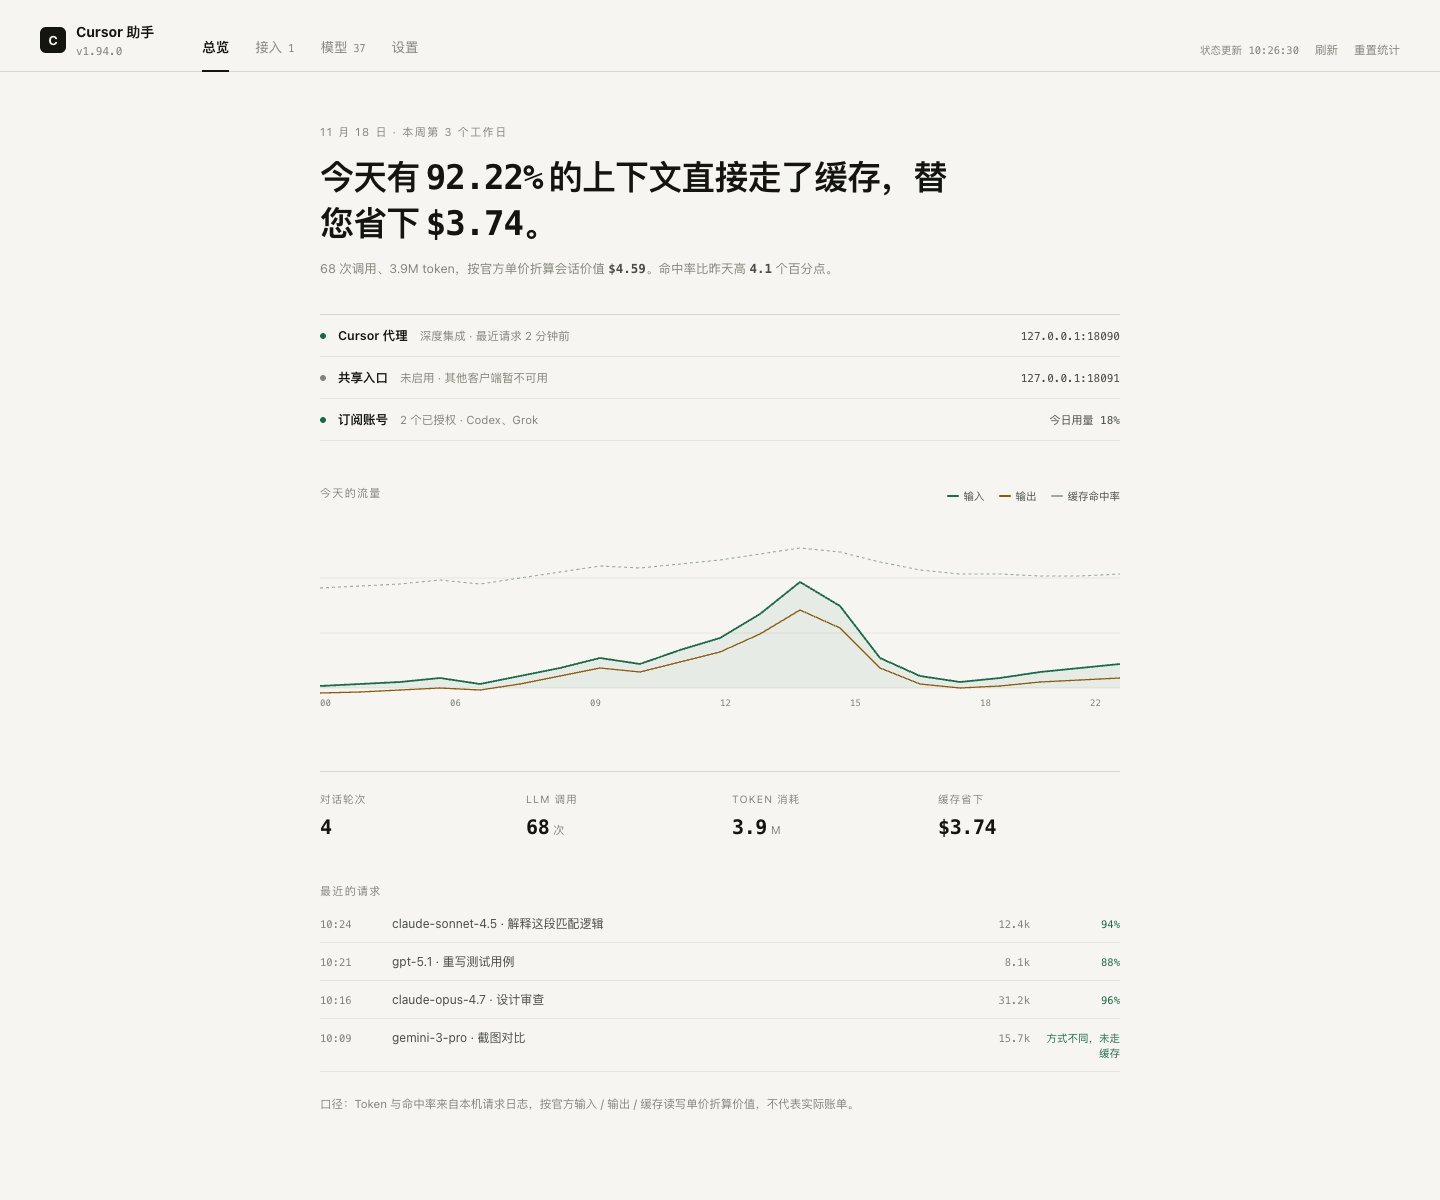 C
Cursor 助手
v1.94.0
总览
接入 1
模型 37
设置
状态更新 10:26:30
刷新
重置统计
11 月 18 日 · 本周第 3 个工作日
今天有 92.22% 的上下文直接走了缓存，替
您省下 $3.74。
68 次调用、3.9M token，按官方单价折算会话价值 $4.59。命中率比昨天高 4.1 个百分点。
Cursor 代理 深度集成 · 最近请求 2 分钟前 127.0.0.1:18090
共享入口 未启用 · 其他客户端暂不可用 127.0.0.1:18091
订阅账号 2 个已授权 · Codex、Grok 今日用量 18%
今天的流量
输入 输出 缓存命中率
00 06 09 12 15 18 22
对话轮次 LLM 调用 TOKEN 消耗 缓存省下
4 68 次 3.9 M $3.74
最近的请求
10:24 claude-sonnet-4.5 · 解释这段匹配逻辑 12.4k 94%
10:21 gpt-5.1 · 重写测试用例 8.1k 88%
10:16 claude-opus-4.7 · 设计审查 31.2k 96%
10:09 gemini-3-pro · 截图对比 15.7k 方式不同，未走
缓存
口径：Token 与命中率来自本机请求日志，按官方输入 / 输出 / 缓存读写单价折算价值，不代表实际账单。